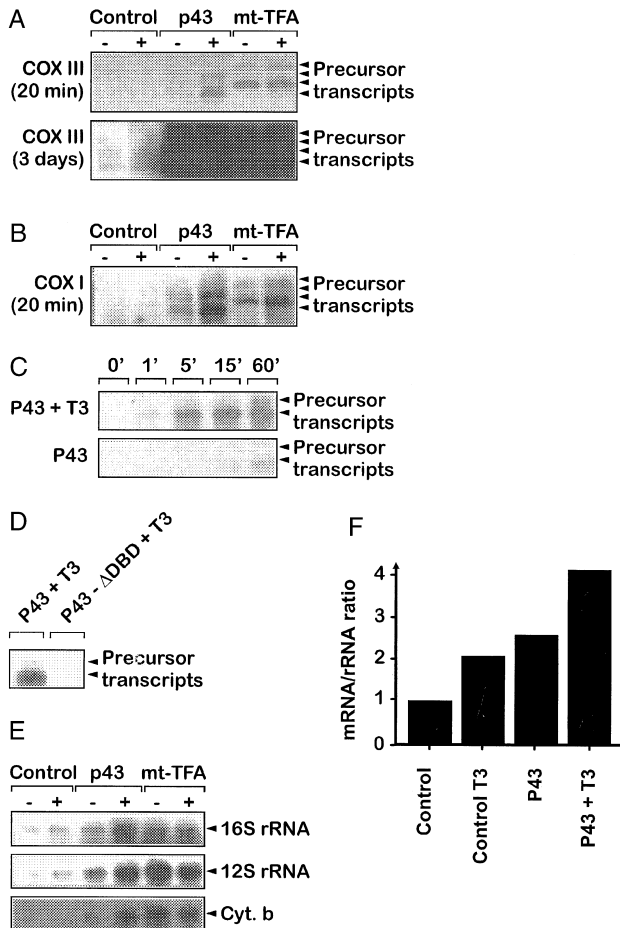 A
Control p43 mt-TFA
- + - + - +
COX III
(20 min)
Precursor
transcripts
COX III
(3 days)
Precursor
transcripts
B
Control p43 mt-TFA
- + - + - +
COX I
(20 min)
Precursor
transcripts
C
0' 1' 5' 15' 60'
P43 + T3
Precursor
transcripts
P43
Precursor
transcripts
D
P43 + T3
P43 - ΔDBD + T3
Precursor
transcripts
E
Control p43 mt-TFA
- + - + - +
16S rRNA
12S rRNA
Cyt. b
F
mRNA/rRNA ratio
4
3
2
1
0
Control
Control T3
P43
P43 + T3